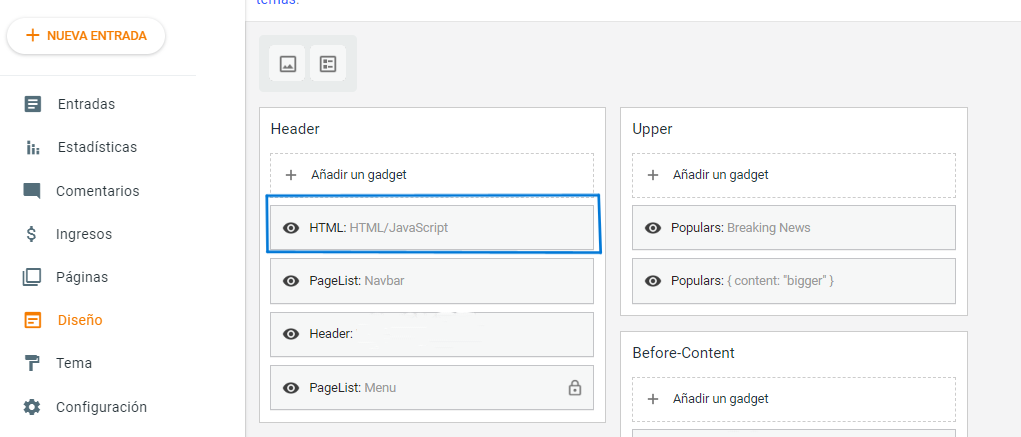 temas.
NUEVA ENTRADA
Entradas
Estadísticas
Comentarios
Ingresos
Páginas
Diseño
Tema
Configuración
Header
Añadir un gadget
HTML: HTML/JavaScript
PageList: Navbar
Header:
PageList: Menu
Upper
Añadir un gadget
Populars: Breaking News
Populars: { content: "bigger" }
Before-Content
Añadir un gadget